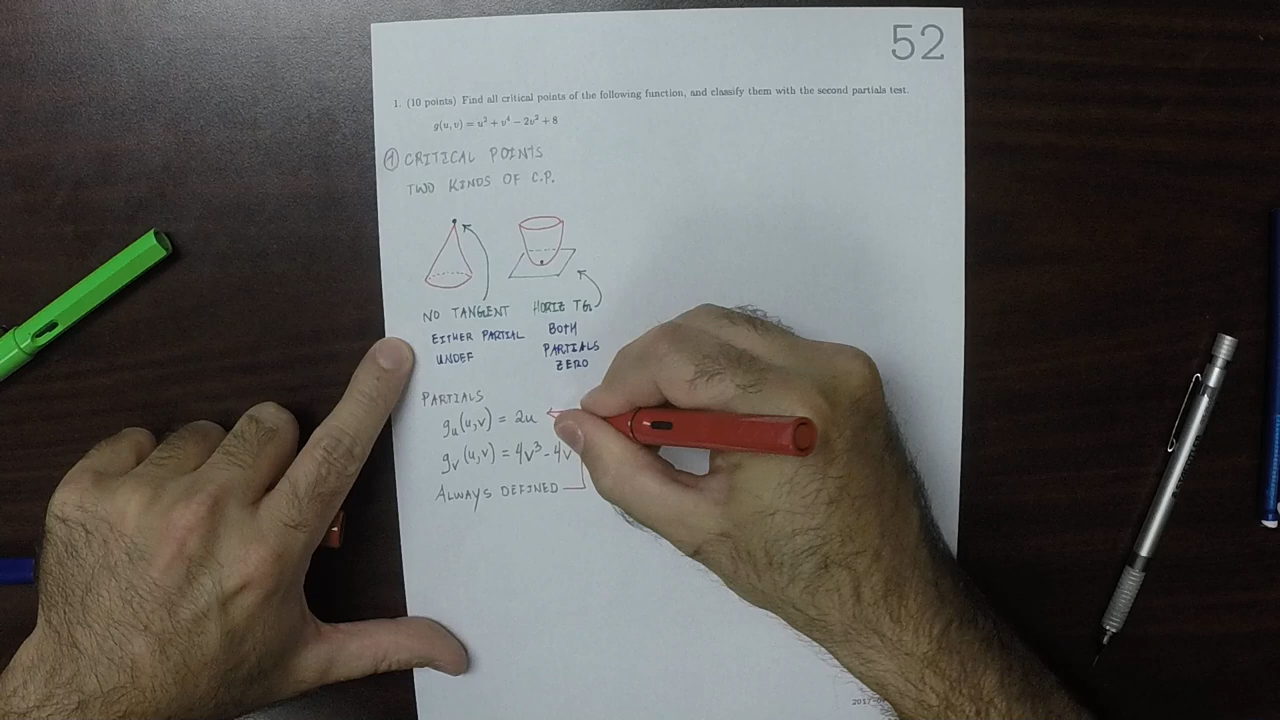 52
1. (10 points) Find all critical points of the following function, and classify them with the second partials test.
g(u, v) = u² + v⁴ − 2v² + 8
① CRITICAL POINTS
TWO KINDS OF C.P.
NO TANGENT HORIZ
EITHER PARTIAL BOTH
UNDEF PARTIALS
ZERO
PARTIALS
gᵤ(u,v) = 2u
gᵥ(u,v) = 4v³ - 4v
ALWAYS DEFINED